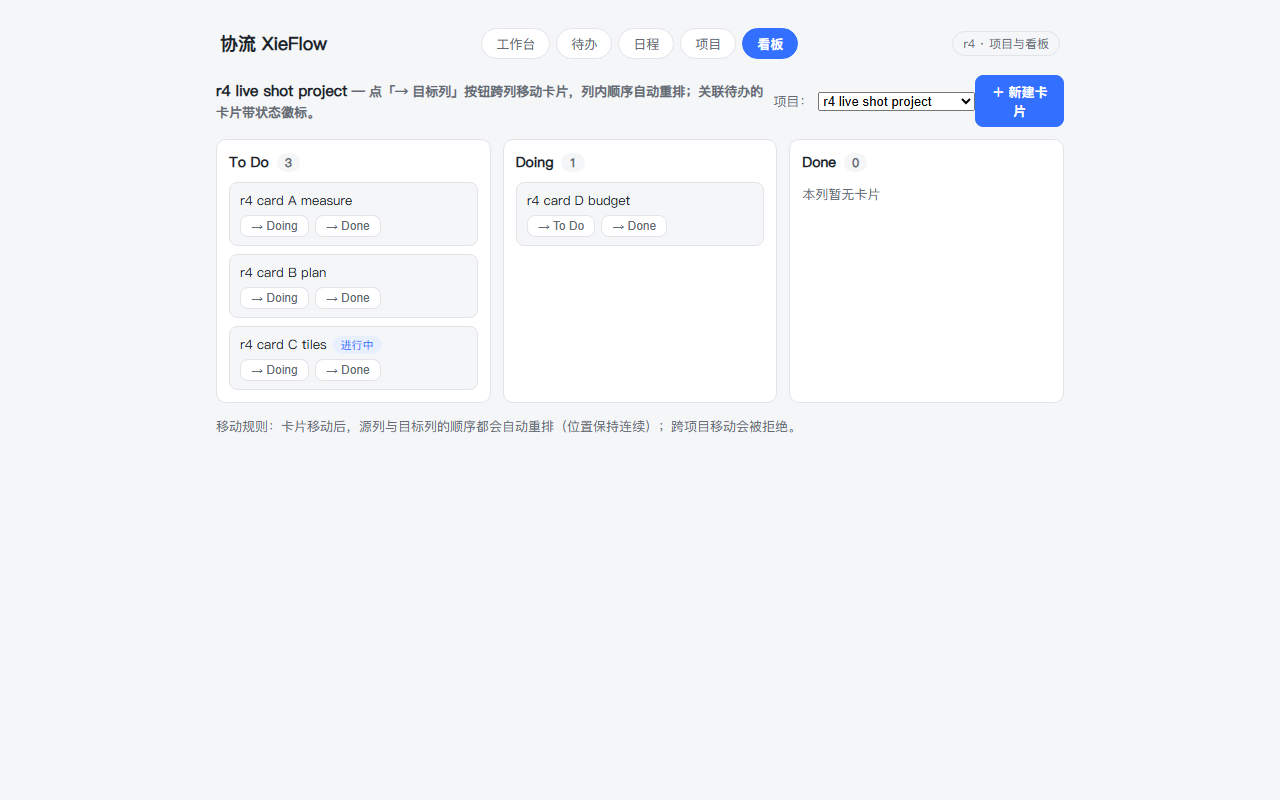 协流 XieFlow
工作台
待办
日程
项目
看板
r4 · 项目与看板
r4 live shot project — 点「→ 目标列」按钮跨列移动卡片，列内顺序自动重排；关联待办的
卡片带状态徽标。
项目：
r4 live shot project
＋ 新建卡
片
To Do 3
r4 card A measure
→ Doing
→ Done
r4 card B plan
→ Doing
→ Done
r4 card C tiles 进行中
→ Doing
→ Done
Doing 1
r4 card D budget
→ To Do
→ Done
Done 0
本列暂无卡片
移动规则：卡片移动后，源列与目标列的顺序都会自动重排（位置保持连续）；跨项目移动会被拒绝。